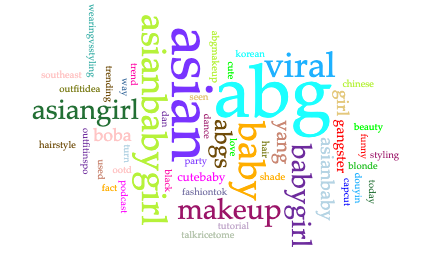 wearingvsstyling
trending
trend
way
southeast
outfitidea
asiangirl
boba
hairstyle
outfitinspo
turn
used
ootd
fact
podcast
asianbabygirl
dar
black
asian
abgmakeup
seen
cute
korean
abg
viral
dance
abgs
love
party
cutebaby
fashiontok
makeup
tutorial
talkricetome
baby
hair
shade
yang
babygirl
girl
chinese
gangster
asianbaby
beauty
funny
styling
blonde
capcut
douyin
today